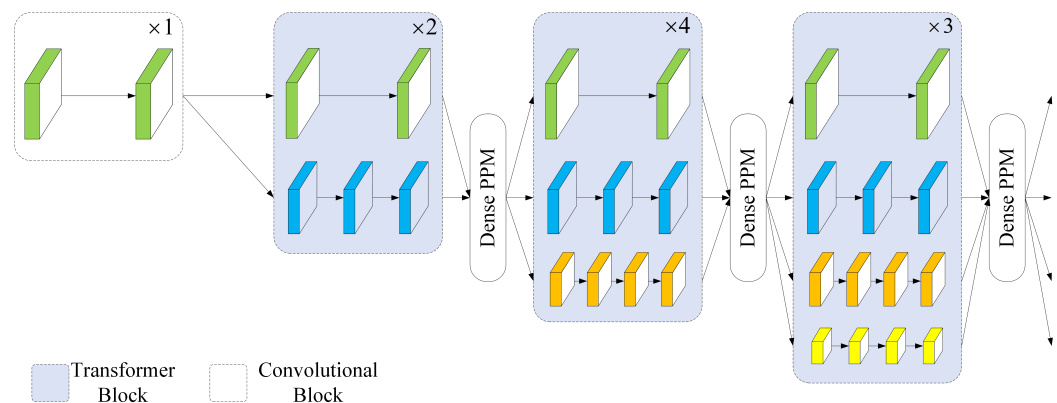 ×1
×2
×4
×3
Dense PPM
Dense PPM
Dense PPM
Transformer
Block
Convolutional
Block